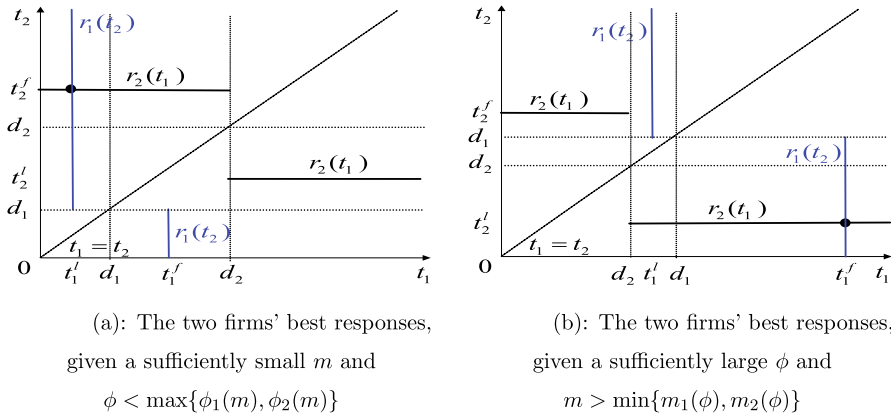 t₂
r₁(t₂)
t₂ᶠ
r₂(t₁)
d₂
t₂ˡ
r₂(t₁)
d₁
r₁(t₂)
t₁ = t₂
0
t₁ˡ d₁ t₁ᶠ d₂ t₁
(a): The two firms’ best responses,
given a sufficiently small m and
ϕ < max{ϕ₁(m), ϕ₂(m)}
t₂
r₁(t₂)
t₂ᶠ
r₂(t₁)
d₁
r₁(t₂)
d₂
t₂ˡ
r₂(t₁)
t₁ = t₂
0
d₂ t₁ˡ d₁ t₁ᶠ t₁
(b): The two firms’ best responses,
given a sufficiently large ϕ and
m > min{m₁(ϕ), m₂(ϕ)}